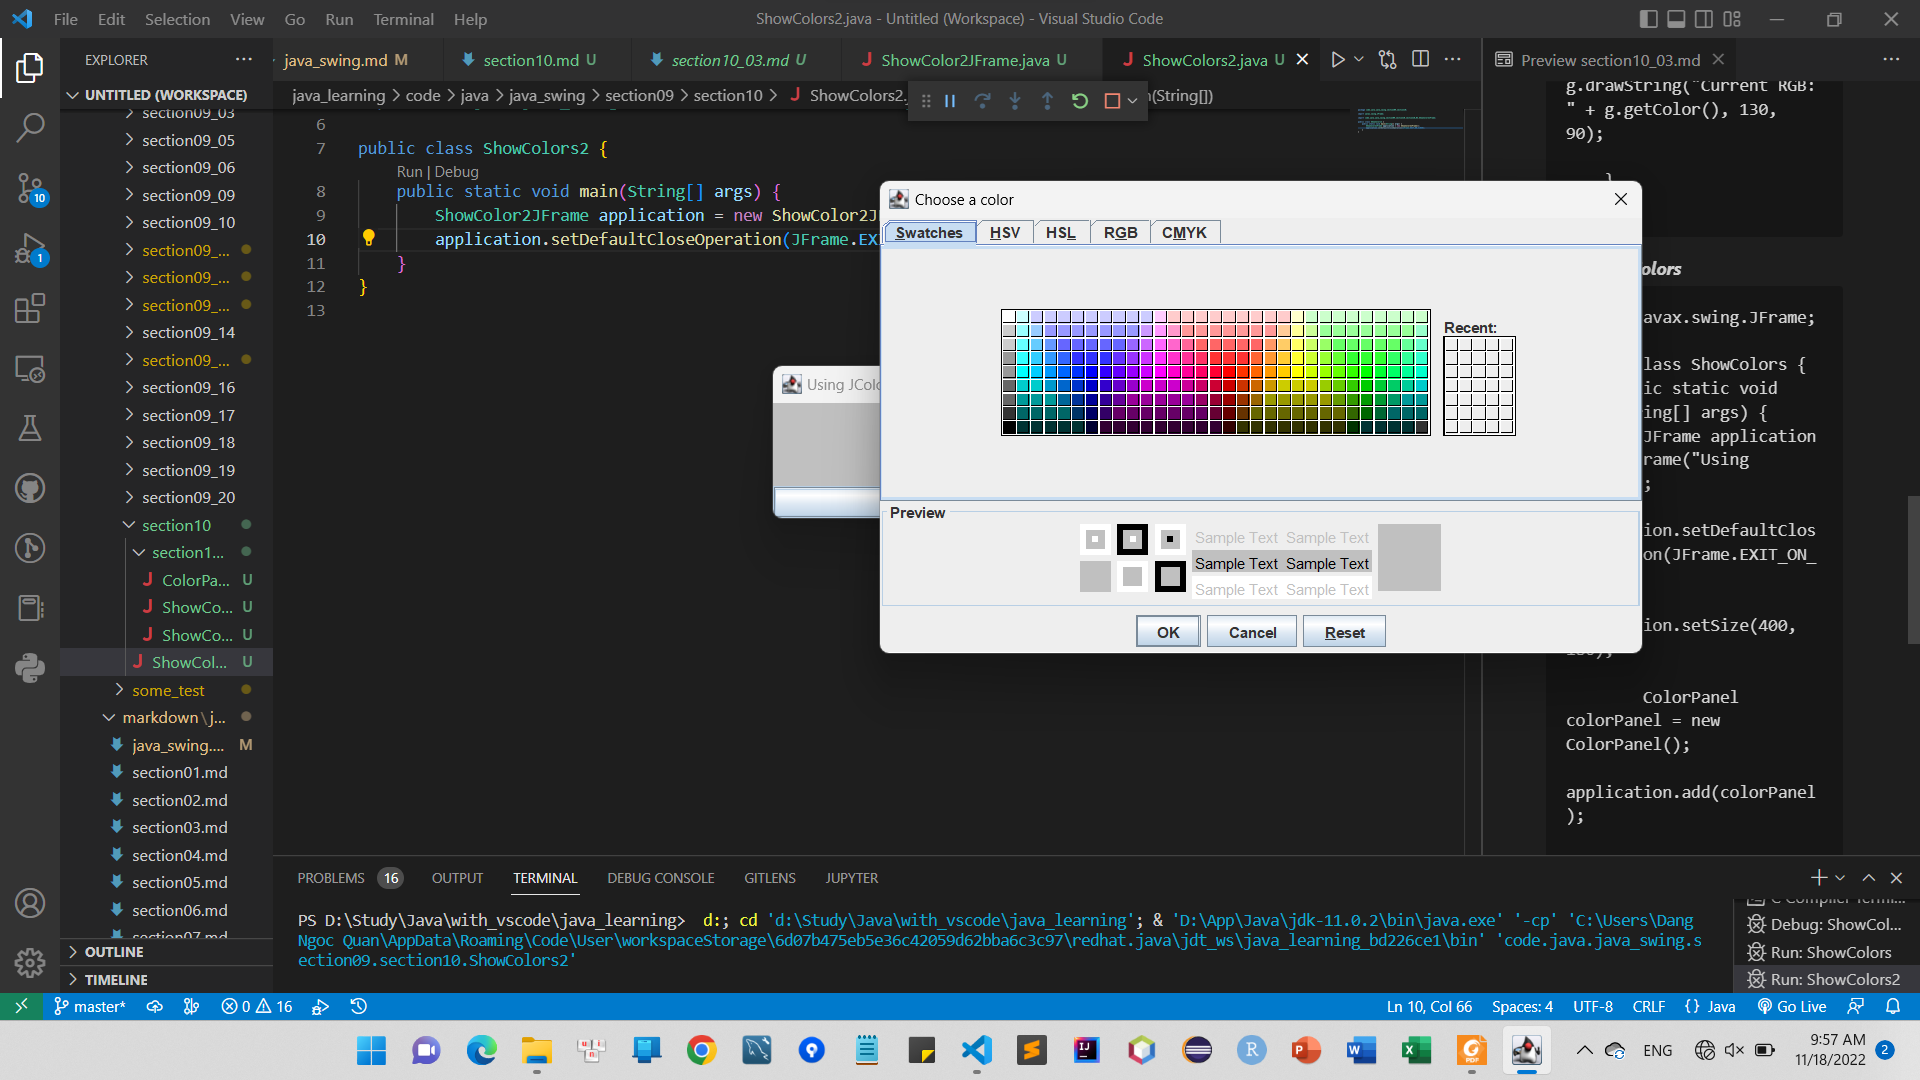 File Edit Selection View Go Run Terminal Help
ShowColors2.java - Untitled (Workspace) - Visual Studio Code
EXPLORER
UNTITLED (WORKSPACE)
section09_03
section09_05
section09_06
section09_09
section09_10
section09_...
section09_...
section09_...
section09_14
section09_...
section09_16
section09_17
section09_18
section09_19
section09_20
section10
section1...
ColorPa... U
ShowCo... U
ShowCo... U
ShowCol... U
some_test
markdown\j...
java_swing.... M
section01.md
section02.md
section03.md
section04.md
section05.md
section06.md
section07.md
OUTLINE
TIMELINE
10
1
java_swing.md M
section10.md U
section10_03.md U
ShowColor2JFrame.java U
ShowColors2.java U
java_learning > code > java > java_swing > section09 > section10 > ShowColors2.
(String[])
6
7 public class ShowColors2 {
Run | Debug
8 public static void main(String[] args) {
9 ShowColor2JFrame application = new ShowColor2J
10 application.setDefaultCloseOperation(JFrame.EX
11 }
12 }
13
Using JColo
Choose a color
Swatches HSV HSL RGB CMYK
Recent:
Preview
Sample Text Sample Text
Sample Text Sample Text
Sample Text Sample Text
OK Cancel Reset
Preview section10_03.md
g.drawString("Current RGB:
" + g.getColor(), 130,
90);
}
olors
avax.swing.JFrame;
lass ShowColors {
ic static void
ing[] args) {
JFrame application
rame("Using
;
ion.setDefaultClos
on(JFrame.EXIT_ON_
ion.setSize(400,
ColorPanel
colorPanel = new
ColorPanel();
application.add(colorPanel
);
PROBLEMS 16 OUTPUT TERMINAL DEBUG CONSOLE GITLENS JUPYTER
PS D:\Study\Java\with_vscode\java_learning> d:; cd 'd:\Study\Java\with_vscode\java_learning'; & 'D:\App\Java\jdk-11.0.2\bin\java.exe' '-cp' 'C:\Users\Dang
Ngoc Quan\AppData\Roaming\Code\User\workspaceStorage\6d07b475eb5e36c42059d62bba6c3c97\redhat.java\jdt_ws\java_learning_bd226ce1\bin' 'code.java.java_swing.s
ection09.section10.ShowColors2'
C Compiler Termi...
Debug: ShowCol...
Run: ShowColors
Run: ShowColors2
master* 0 16
Ln 10, Col 66 Spaces: 4 UTF-8 CRLF {} Java Go Live
ENG
9:57 AM
11/18/2022
2